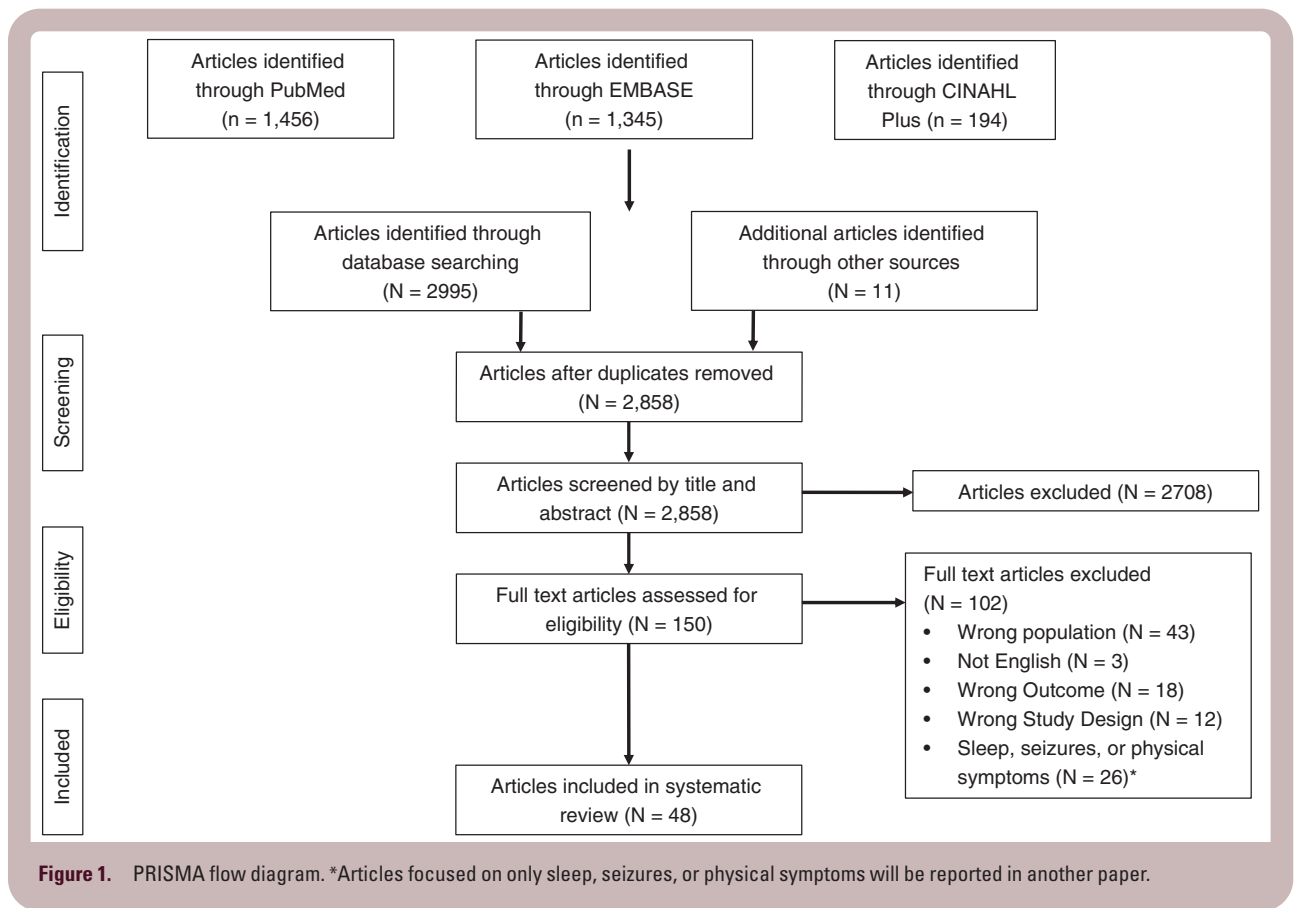 Identification
Articles identified
through PubMed
(n = 1,456)
Articles identified
through EMBASE
(n = 1,345)
Articles identified
through CINAHL
Plus (n = 194)
Articles identified through
database searching
(N = 2995)
Additional articles identified
through other sources
(N = 11)
Screening
Articles after duplicates removed
(N = 2,858)
Articles screened by title and
abstract (N = 2,858)
Articles excluded (N = 2708)
Eligibility
Full text articles assessed for
eligibility (N = 150)
Full text articles excluded
(N = 102)
• Wrong population (N = 43)
• Not English (N = 3)
• Wrong Outcome (N = 18)
• Wrong Study Design (N = 12)
• Sleep, seizures, or physical
symptoms (N = 26)*
Included
Articles included in systematic
review (N = 48)
Figure 1. PRISMA flow diagram. *Articles focused on only sleep, seizures, or physical symptoms will be reported in another paper.